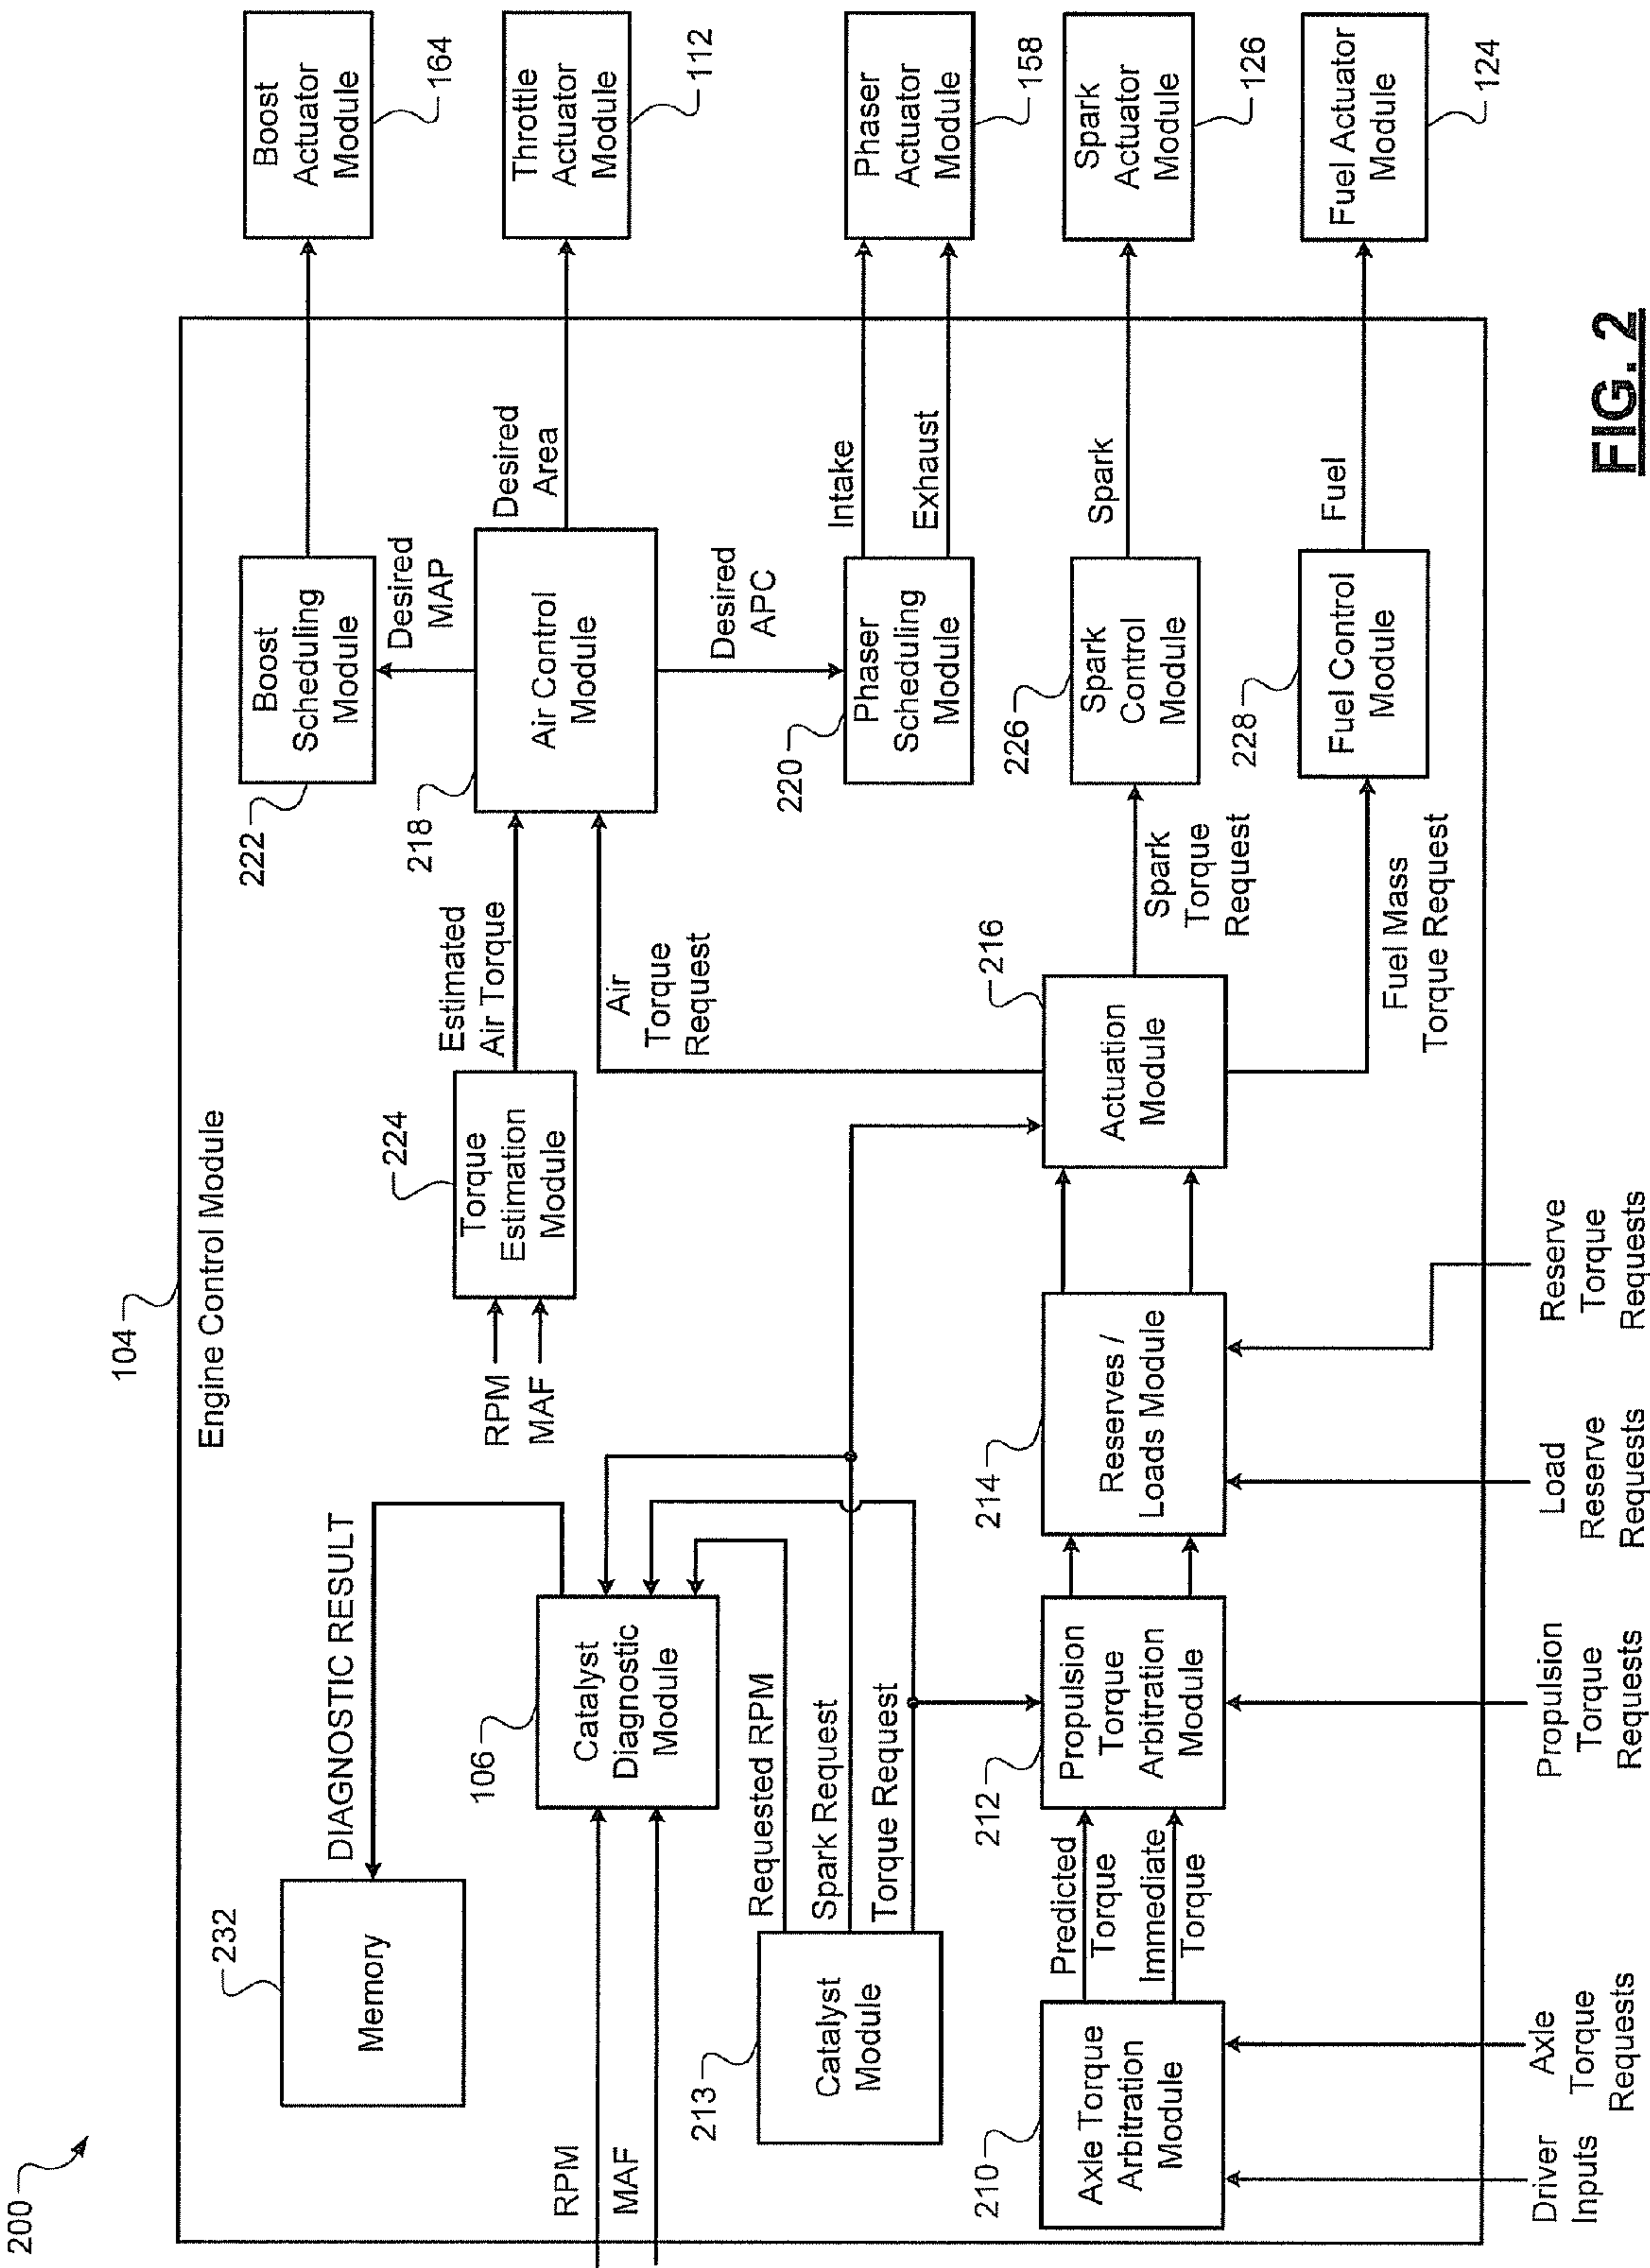 200
104
Engine Control Module
Boost
Actuator
Module
164
Throttle
Actuator
Module
112
Phaser
Actuator
Module
158
Spark
Actuator
Module
126
Fuel Actuator
Module
124
Boost
Scheduling
Module
222
Desired
MAP
Air Control
Module
218
Desired
Area
Desired
APC
Phaser
Scheduling
Module
220
Intake
Exhaust
Spark
Control
Module
226
Spark
Fuel Control
Module
228
Fuel
Estimated
Air Torque
Air
Torque
Request
Spark
Torque
Request
Fuel Mass
Torque Request
Torque
Estimation
Module
224
RPM
MAF
Actuation
Module
216
Reserves /
Loads Module
214
DIAGNOSTIC RESULT
Memory
232
Catalyst
Diagnostic
Module
106
RPM
MAF
Requested RPM
Spark Request
Torque Request
Catalyst
Module
213
Propulsion
Torque
Arbitration
Module
212
Predicted
Torque
Immediate
Torque
Axle Torque
Arbitration
Module
210
Driver
Inputs
Axle
Torque
Requests
Propulsion
Torque
Requests
Load
Reserve
Requests
Reserve
Torque
Requests
FIG. 2